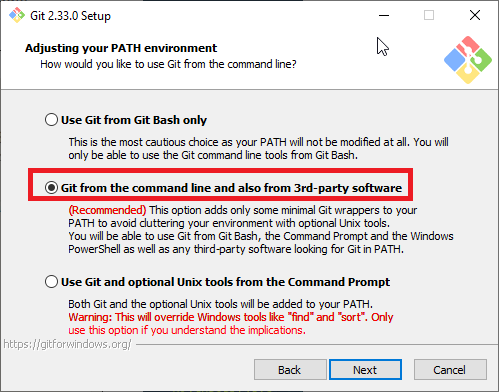 Git 2.33.0 Setup
Adjusting your PATH environment
How would you like to use Git from the command line?
Use Git from Git Bash only
This is the most cautious choice as your PATH will not be modified at all. You will
only be able to use the Git command line tools from Git Bash.
Git from the command line and also from 3rd-party software
(Recommended) This option adds only some minimal Git wrappers to your
PATH to avoid cluttering your environment with optional Unix tools.
You will be able to use Git from Git Bash, the Command Prompt and the Windows
PowerShell as well as any third-party software looking for Git in PATH.
Use Git and optional Unix tools from the Command Prompt
Both Git and the optional Unix tools will be added to your PATH.
Warning: This will override Windows tools like "find" and "sort". Only
use this option if you understand the implications.
https://gitforwindows.org/
Back
Next
Cancel